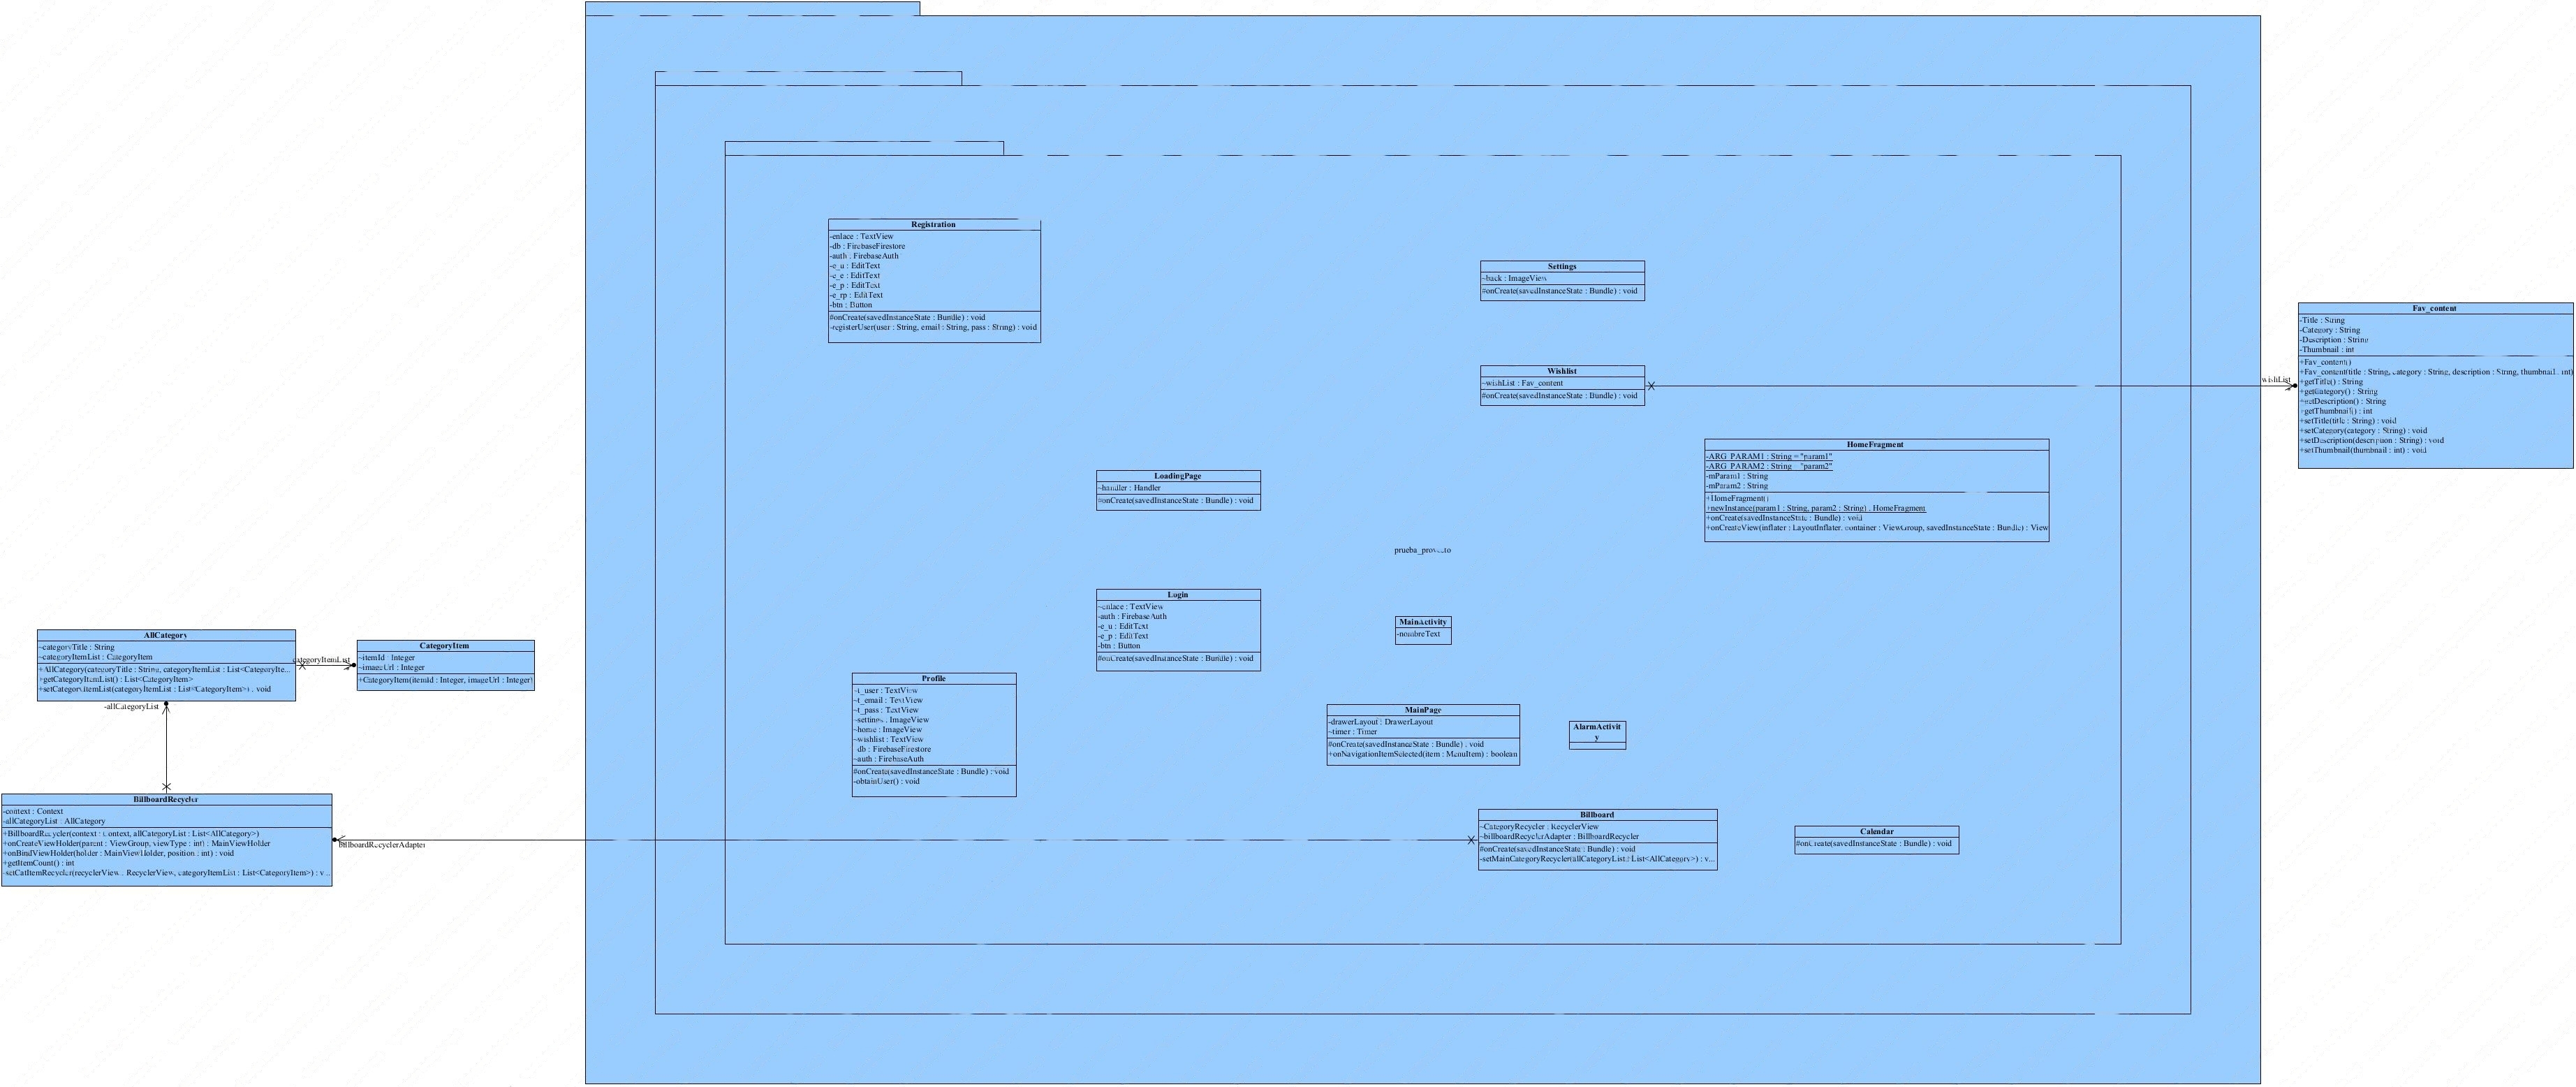 Registration
-enlace : TextView
-db : FirebaseFirestore
-auth : FirebaseAuth
-e_u : EditText
-e_e : EditText
-e_p : EditText
-e_rp : EditText
-btn : Button
#onCreate(savedInstanceState : Bundle) : void
-registerUser(user : String, email : String, pass : String) : void
Settings
~back : ImageView
#onCreate(savedInstanceState : Bundle) : void
Wishlist
~wishList : Fav_content
#onCreate(savedInstanceState : Bundle) : void
wishList
Fav_content
-Title : String
-Category : String
-Description : String
-Thumbnail : int
+Fav_content()
+Fav_content(title : String, category : String, description : String, thumbnail : int)
+getTitle() : String
+getCategory() : String
+getDescription() : String
+getThumbnail() : int
+setTitle(title : String) : void
+setCategory(category : String) : void
+setDescription(description : String) : void
+setThumbnail(thumbnail : int) : void
HomeFragment
-ARG_PARAM1 : String = "param1"
-ARG_PARAM2 : String = "param2"
-mParam1 : String
-mParam2 : String
+HomeFragment()
+newInstance(param1 : String, param2 : String) : HomeFragment
+onCreate(savedInstanceState : Bundle) : void
+onCreateView(inflater : LayoutInflater, container : ViewGroup, savedInstanceState : Bundle) : View
LoadingPage
~handler : Handler
#onCreate(savedInstanceState : Bundle) : void
prueba_proyecto
Login
~enlace : TextView
-auth : FirebaseAuth
-e_u : EditText
-e_p : EditText
-btn : Button
#onCreate(savedInstanceState : Bundle) : void
MainActivity
-nombreText
AllCategory
~categoryTitle : String
~categoryItemList : CategoryItem
+AllCategory(categoryTitle : String, categoryItemList : List<CategoryIte...
+getCategoryItemList() : List<CategoryItem>
+setCategoryItemList(categoryItemList : List<CategoryItem>) : void
categoryItemList
CategoryItem
~itemId : Integer
~imageUrl : Integer
+CategoryItem(itemId : Integer, imageUrl : Integer)
-allCategoryList
Profile
~t_user : TextView
~t_email : TextView
~t_pass : TextView
~settings : ImageView
~home : ImageView
~wishlist : TextView
-db : FirebaseFirestore
~auth : FirebaseAuth
#onCreate(savedInstanceState : Bundle) : void
-obtainUser() : void
MainPage
-drawerLayout : DrawerLayout
~timer : Timer
#onCreate(savedInstanceState : Bundle) : void
+onNavigationItemSelected(item : MenuItem) : boolean
AlarmActivit
y
BillboardRecycler
-context : Context
-allCategoryList : AllCategory
+BillboardRecycler(context : Context, allCategoryList : List<AllCategory>)
+onCreateViewHolder(parent : ViewGroup, viewType : int) : MainViewHolder
+onBindViewHolder(holder : MainViewHolder, position : int) : void
+getItemCount() : int
-setCatItemRecycler(recyclerView : RecyclerView, categoryItemList : List<CategoryItem>) : v...
billboardRecyclerAdapter
Billboard
~CategoryRecycler : RecyclerView
~billboardRecyclerAdapter : BillboardRecycler
#onCreate(savedInstanceState : Bundle) : void
-setMainCategoryRecycler(allCategoryList : List<AllCategory>) : v...
Calendar
#onCreate(savedInstanceState : Bundle) : void